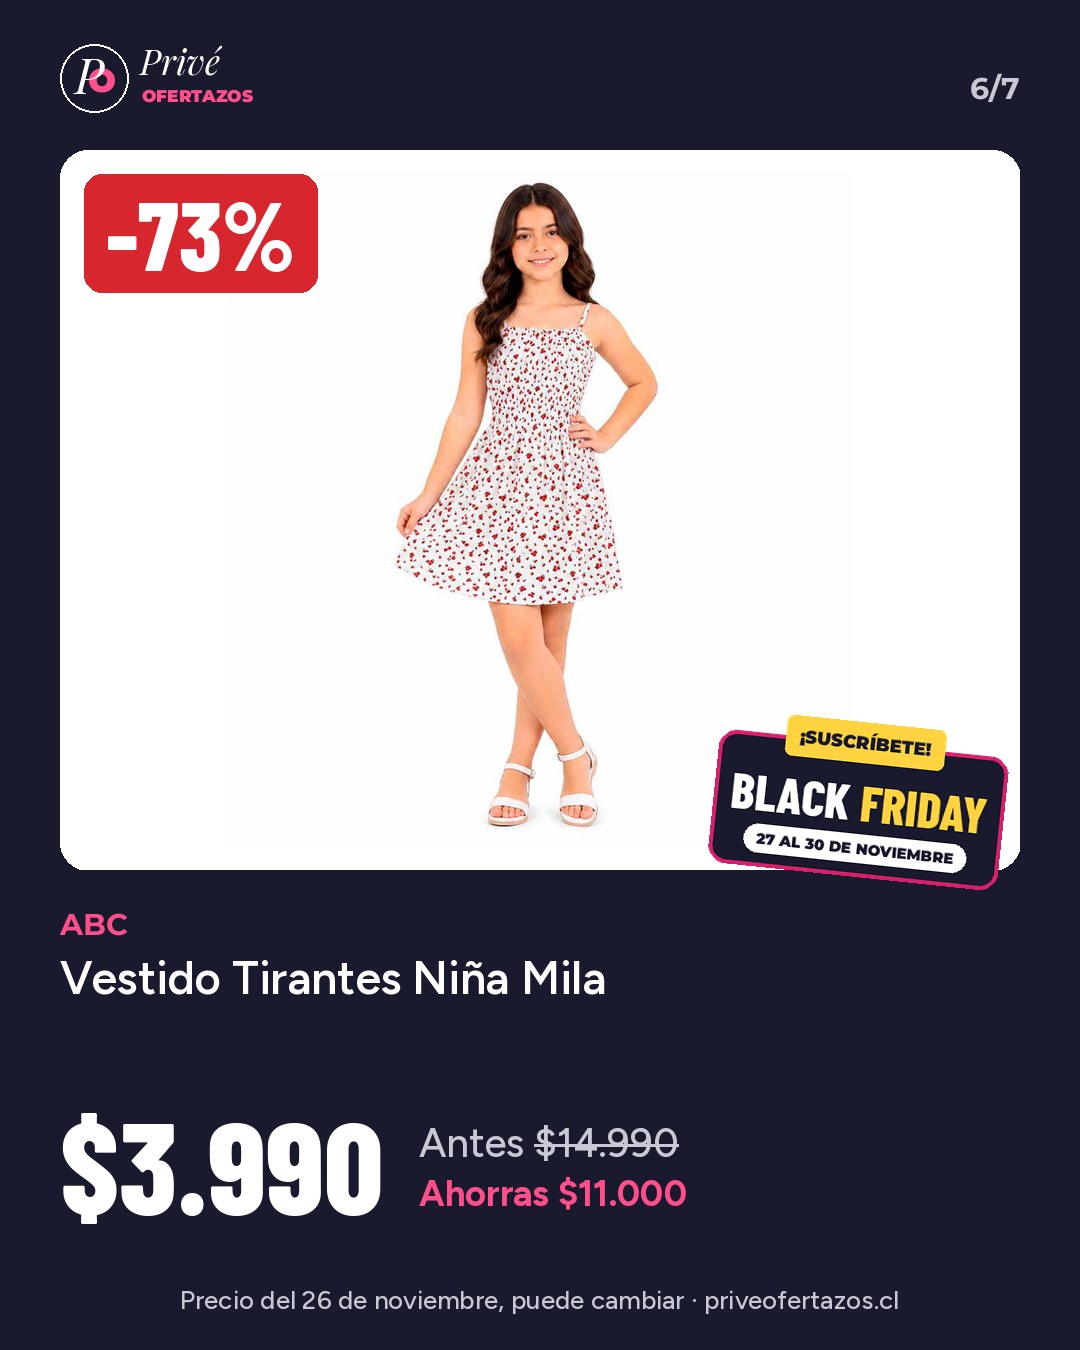 Privé
OFERTAZOS
6/7
-73%
¡SUSCRÍBETE!
BLACK FRIDAY
27 AL 30 DE NOVIEMBRE
ABC
Vestido Tirantes Niña Mila
$3.990
Antes $14.990
Ahorras $11.000
Precio del 26 de noviembre, puede cambiar · priveofertazos.cl